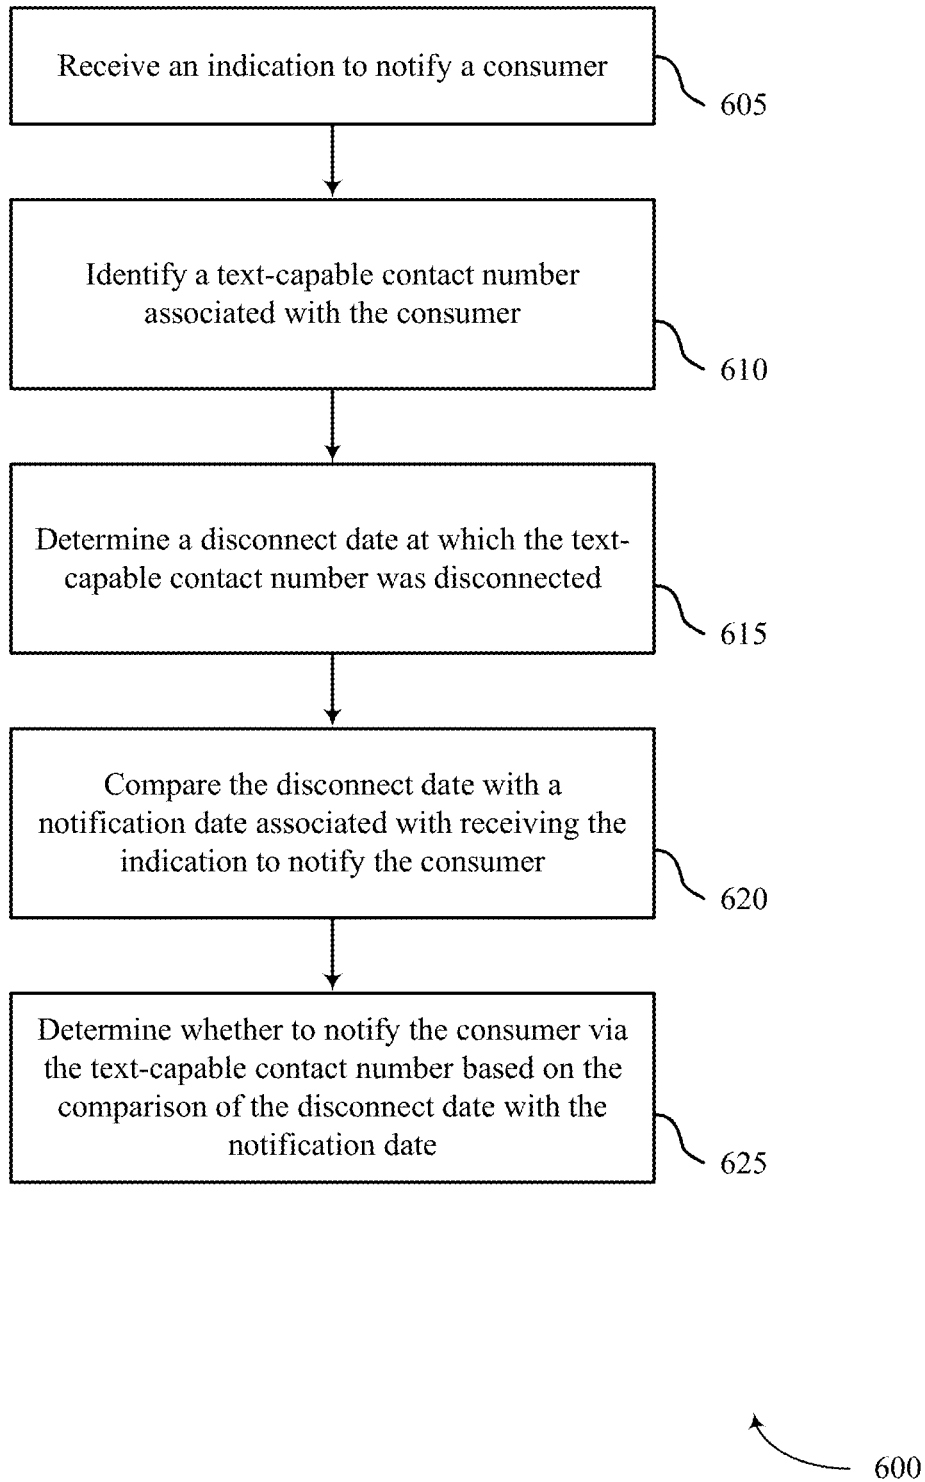 Receive an indication to notify a consumer
605
Identify a text-capable contact number
associated with the consumer
610
Determine a disconnect date at which the text-
capable contact number was disconnected
615
Compare the disconnect date with a
notification date associated with receiving the
indication to notify the consumer
620
Determine whether to notify the consumer via
the text-capable contact number based on the
comparison of the disconnect date with the
notification date
625
600